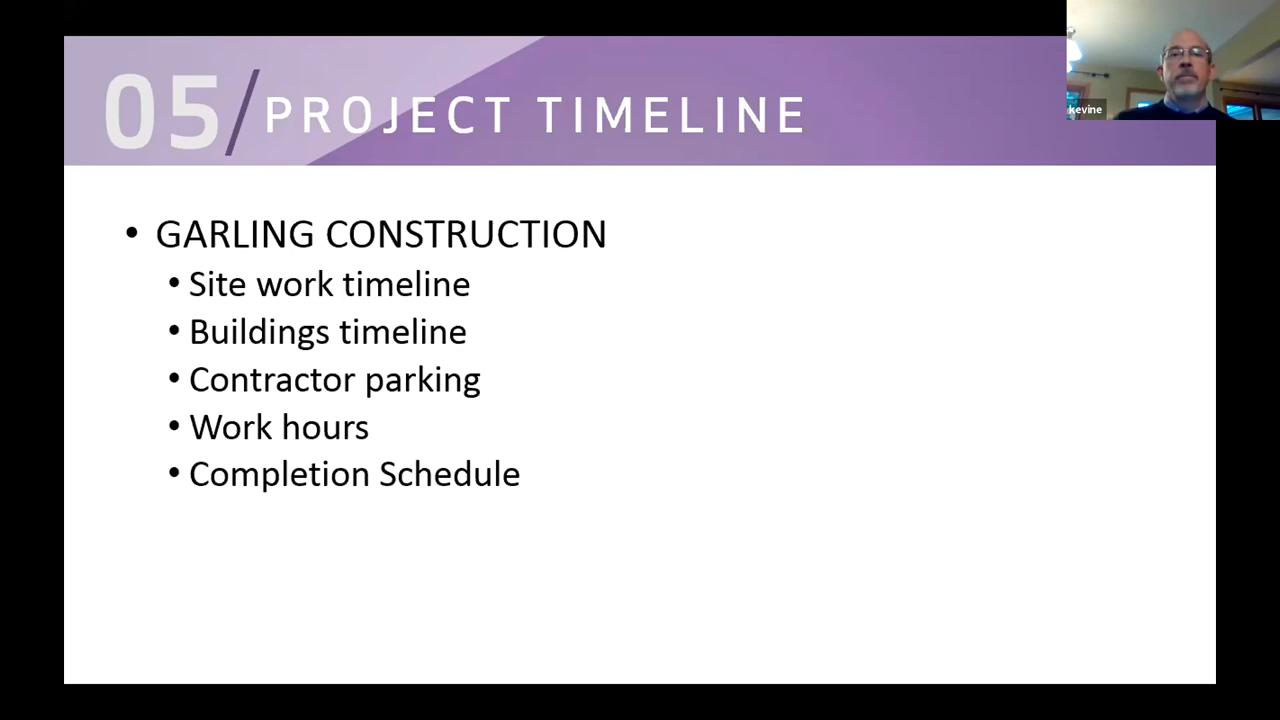 05/PROJECT TIMELINE
kevine
• GARLING CONSTRUCTION
• Site work timeline
• Buildings timeline
• Contractor parking
• Work hours
• Completion Schedule